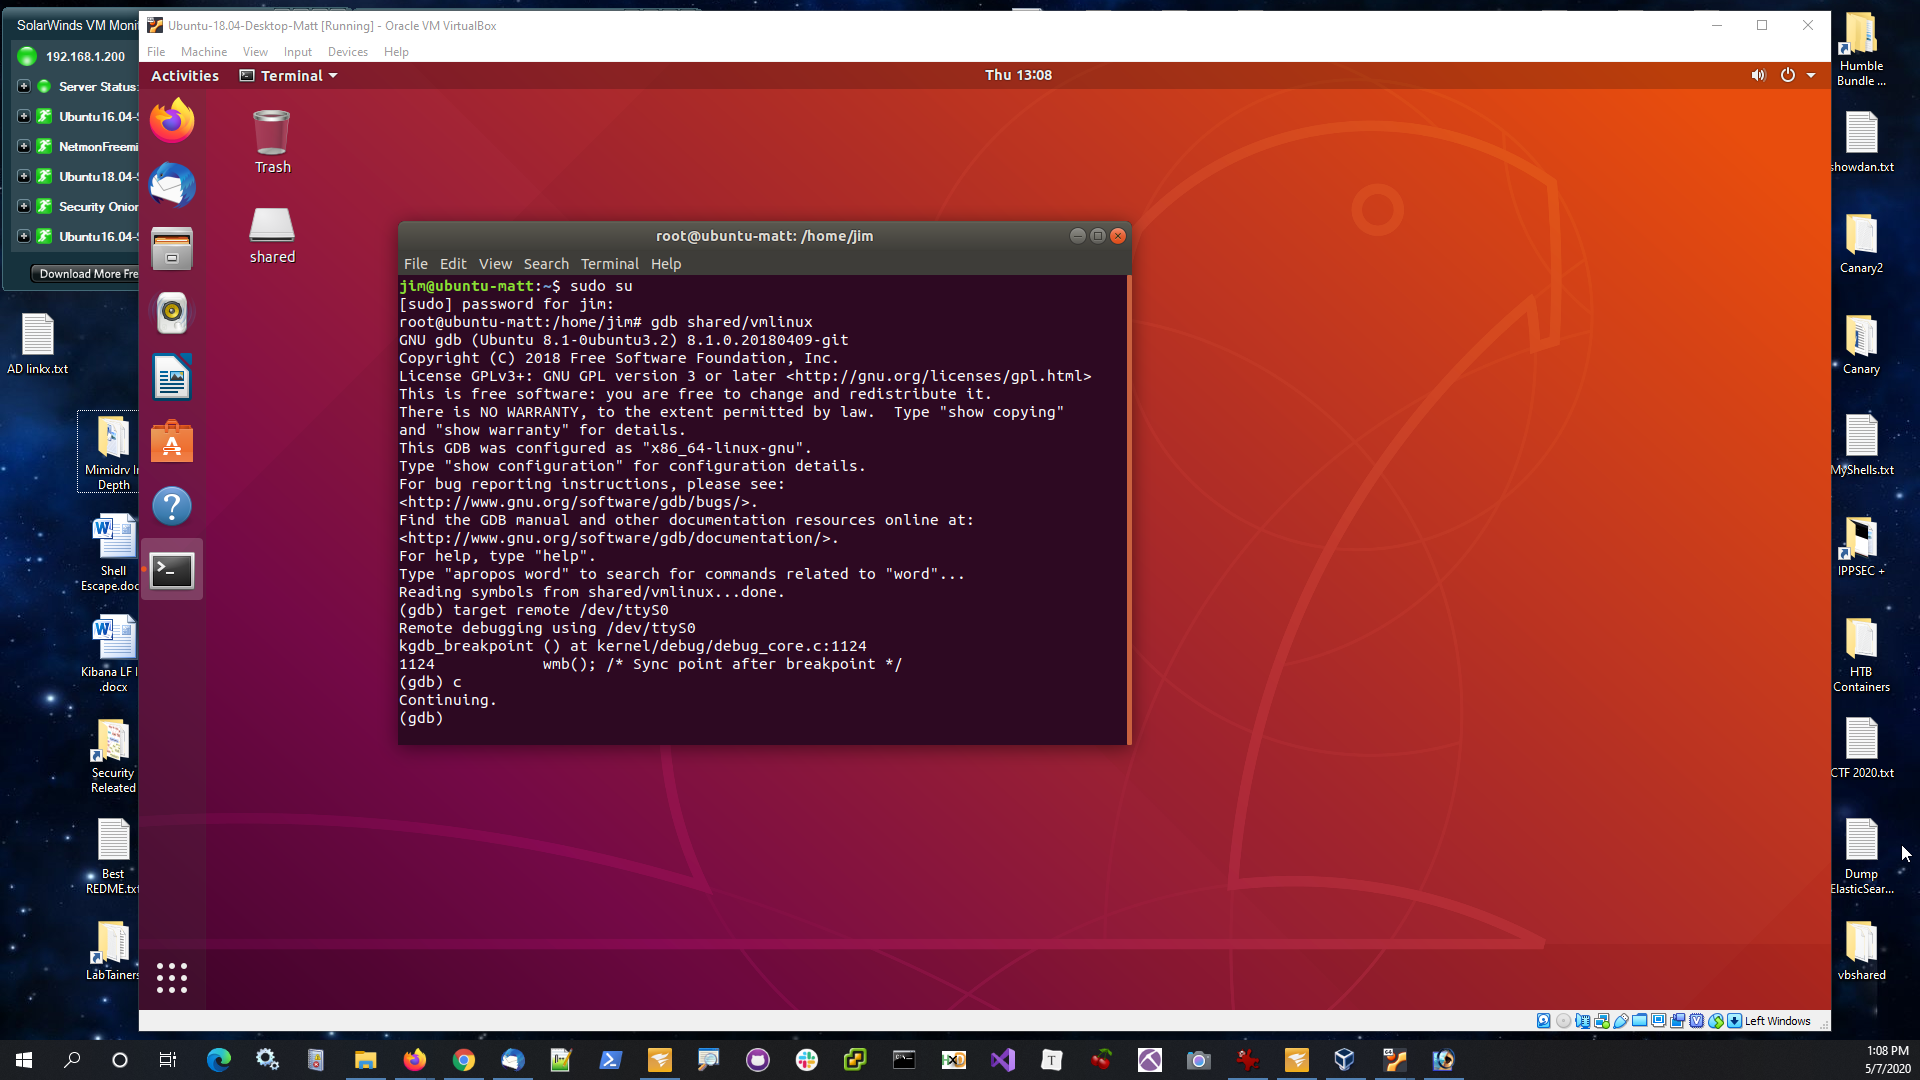 SolarWinds VM Monit
192.168.1.200
Server Status:
Ubuntu16.04-S
NetmonFreemi
Ubuntu18.04-S
Security Onion
Ubuntu16.04-S
Download More Fre
AD linkx.txt
Mimidrv In
Depth
Shell
Escape.doc
Kibana LF
.docx
Security
Releated
Best
REDME.txt
LabTainers
Ubuntu-18.04-Desktop-Matt [Running] - Oracle VM VirtualBox
File Machine View Input Devices Help
Activities Terminal Thu 13:08
Trash
shared
root@ubuntu-matt: /home/jim
File Edit View Search Terminal Help
jim@ubuntu-matt:~$ sudo su
[sudo] password for jim:
root@ubuntu-matt:/home/jim# gdb shared/vmlinux
GNU gdb (Ubuntu 8.1-0ubuntu3.2) 8.1.0.20180409-git
Copyright (C) 2018 Free Software Foundation, Inc.
License GPLv3+: GNU GPL version 3 or later <http://gnu.org/licenses/gpl.html>
This is free software: you are free to change and redistribute it.
There is NO WARRANTY, to the extent permitted by law.  Type "show copying"
and "show warranty" for details.
This GDB was configured as "x86_64-linux-gnu".
Type "show configuration" for configuration details.
For bug reporting instructions, please see:
<http://www.gnu.org/software/gdb/bugs/>.
Find the GDB manual and other documentation resources online at:
<http://www.gnu.org/software/gdb/documentation/>.
For help, type "help".
Type "apropos word" to search for commands related to "word"...
Reading symbols from shared/vmlinux...done.
(gdb) target remote /dev/ttyS0
Remote debugging using /dev/ttyS0
kgdb_breakpoint () at kernel/debug/debug_core.c:1124
1124            wmb(); /* Sync point after breakpoint */
(gdb) c
Continuing.
(gdb)
Left Windows
Humble
Bundle ...
showdan.txt
Canary2
Canary
MyShells.txt
IPPSEC +
HTB
Containers
CTF 2020.txt
Dump
ElasticSear...
vbshared
1:08 PM
5/7/2020